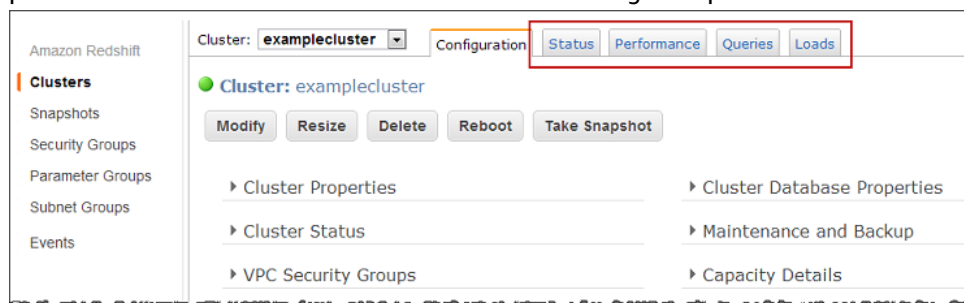 Amazon Redshift
Clusters
Snapshots
Security Groups
Parameter Groups
Subnet Groups
Events
Cluster: examplecluster
Configuration Status Performance Queries Loads
Cluster: examplecluster
Modify Resize Delete Reboot Take Snapshot
Cluster Properties
Cluster Database Properties
Cluster Status
Maintenance and Backup
VPC Security Groups
Capacity Details